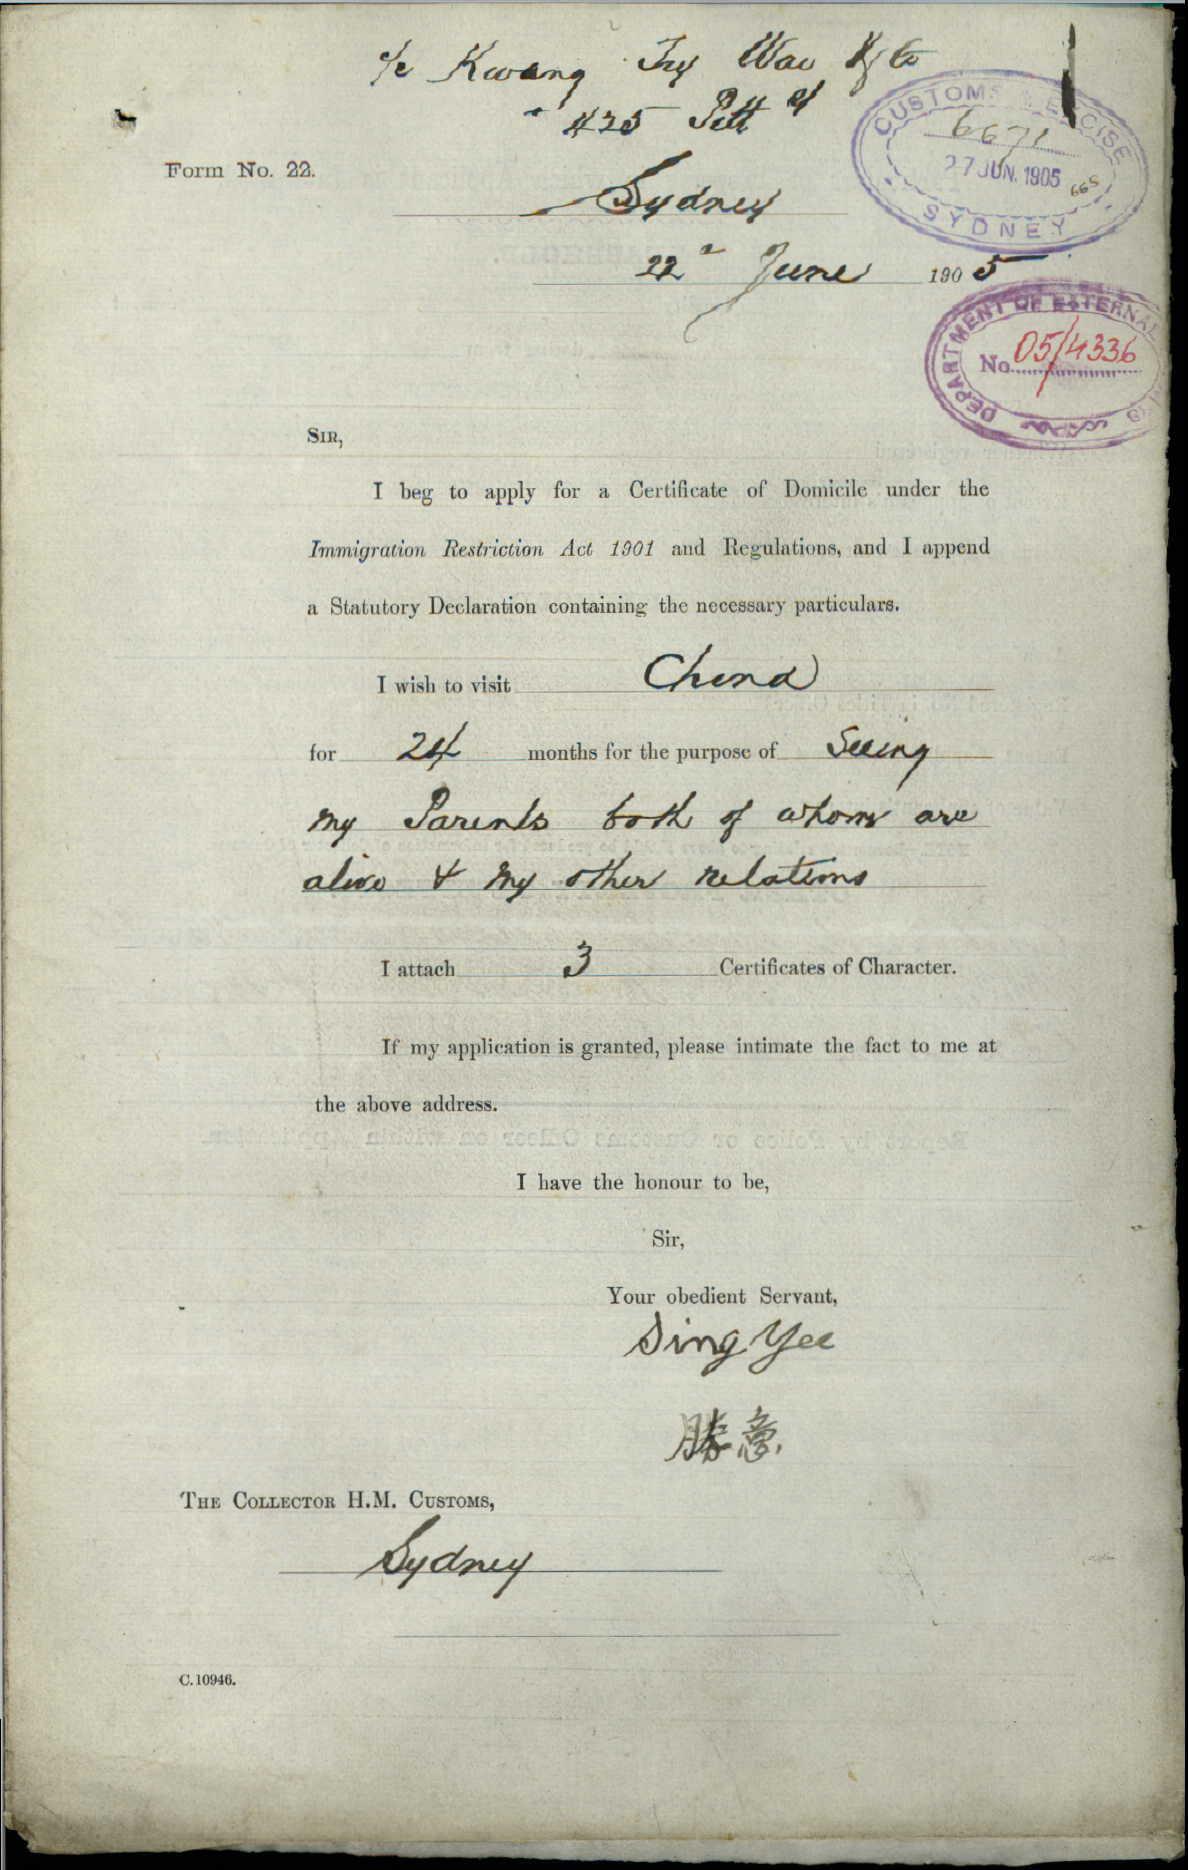 c/o Kwang Wao & Co
425 Pitt St
CUSTOMS & EXCISE
6671
27 JUN. 1905
SYDNEY
Form No. 22.
Sydney
22 June 1905
DEPARTMENT OF EXTERNAL
No 05/4336
SIR,
I beg to apply for a Certificate of Domicile under the
Immigration Restriction Act 1901 and Regulations, and I append
a Statutory Declaration containing the necessary particulars.
I wish to visit China
for 24 months for the purpose of Seeing
my Parents both of whom are
alive & my other relations
I attach 3 Certificates of Character.
If my application is granted, please intimate the fact to me at
the above address.
I have the honour to be,
Sir,
Your obedient Servant,
Sing Yee
勝意
THE COLLECTOR H.M. CUSTOMS,
Sydney
C.10946.